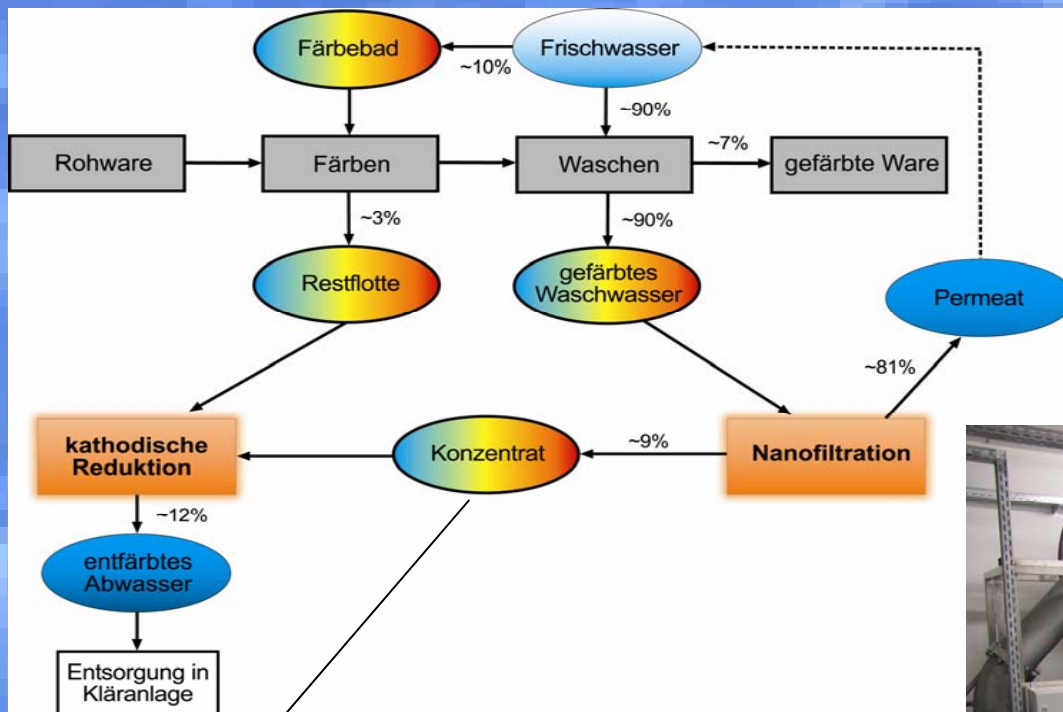 Färbebad
Frischwasser
~10%
~90%
Rohware
Färben
Waschen
~7%
gefärbte Ware
~3%
~90%
Restflotte
gefärbtes
Waschwasser
Permeat
~81%
kathodische
Reduktion
Konzentrat
~9%
Nanofiltration
~12%
entfärbtes
Abwasser
Entsorgung in
Kläranlage